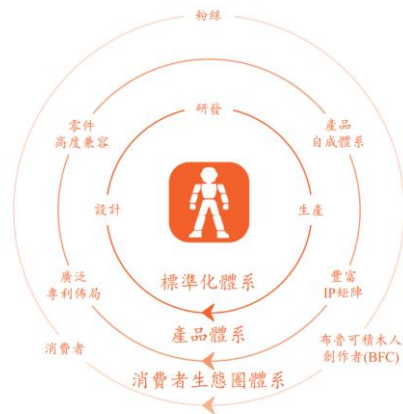 粉絲
研發
零件
高度兼容
產品
自成體系
設計
生產
標準化體系
廣泛
專利佈局
豐富
IP矩陣
產品體系
消費者
布魯可積木人
創作者(BFC)
消費者生態圈體系